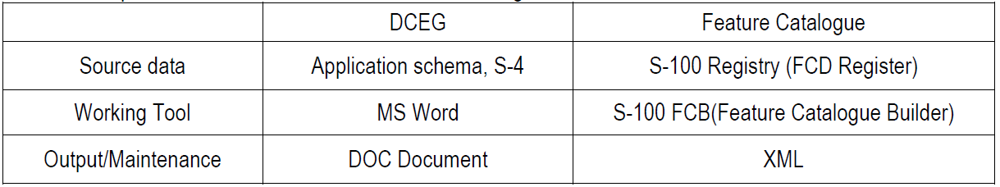 DCEG Feature Catalogue
Source data Application schema, S-4 S-100 Registry (FCD Register)
Working Tool MS Word S-100 FCB(Feature Catalogue Builder)
Output/Maintenance DOC Document XML